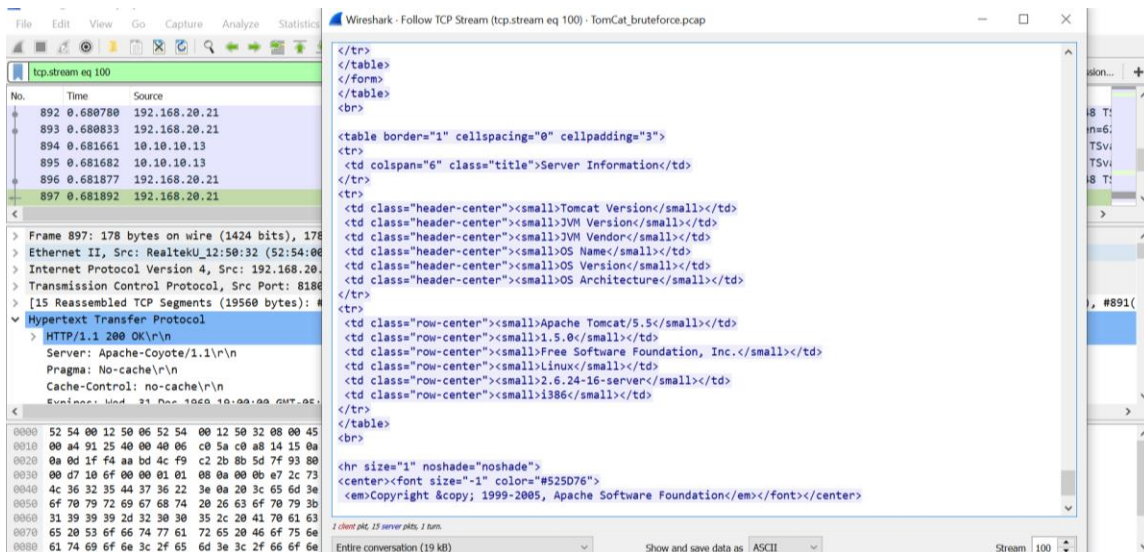 Wireshark · Follow TCP Stream (tcp.stream eq 100) · TomCat_bruteforce.pcap
File Edit View Go Capture Analyze Statistics
tcp.stream eq 100
No. Time Source
892 0.680780 192.168.20.21
893 0.680833 192.168.20.21
894 0.681661 10.10.10.13
895 0.681682 10.10.10.13
896 0.681877 192.168.20.21
897 0.681892 192.168.20.21
> Frame 897: 178 bytes on wire (1424 bits), 178
> Ethernet II, Src: RealtekU_12:50:32 (52:54:00
> Internet Protocol Version 4, Src: 192.168.20.
> Transmission Control Protocol, Src Port: 8180
> [15 Reassembled TCP Segments (19560 bytes): #
Hypertext Transfer Protocol
> HTTP/1.1 200 OK\r\n
Server: Apache-Coyote/1.1\r\n
Pragma: No-cache\r\n
Cache-Control: no-cache\r\n
Expires: Wed, 31 Dec 1969 19:00:00 GMT-05:
0000 52 54 00 12 50 06 52 54 00 12 50 32 08 00 45
0010 00 a4 91 25 40 00 40 06 c0 5a c0 a8 14 15 0a
0020 0a 0d 1f f4 aa bd 4c f9 c2 2b 8b 5d 7f 93 80
0030 00 d7 10 6f 00 00 01 01 08 0a 00 0b e7 2c 73
0040 4c 36 32 35 44 37 36 22 3e 0a 20 3c 65 6d 3e
0050 6f 70 79 72 69 67 68 74 20 26 63 6f 70 79 3b
0060 31 39 39 39 2d 32 30 30 35 2c 20 41 70 61 63
0070 65 20 53 6f 66 74 77 61 72 65 20 46 6f 75 6e
0080 61 74 69 6f 6e 3c 2f 65 6d 3e 3c 2f 66 6f 6e
</tr>
</table>
</form>
</table>
<br>
<table border="1" cellspacing="0" cellpadding="3">
<tr>
<td colspan="6" class="title">Server Information</td>
</tr>
<tr>
<td class="header-center"><small>Tomcat Version</small></td>
<td class="header-center"><small>JVM Version</small></td>
<td class="header-center"><small>JVM Vendor</small></td>
<td class="header-center"><small>OS Name</small></td>
<td class="header-center"><small>OS Version</small></td>
<td class="header-center"><small>OS Architecture</small></td>
</tr>
<tr>
<td class="row-center"><small>Apache Tomcat/5.5</small></td>
<td class="row-center"><small>1.5.0</small></td>
<td class="row-center"><small>Free Software Foundation, Inc.</small></td>
<td class="row-center"><small>Linux</small></td>
<td class="row-center"><small>2.6.24-16-server</small></td>
<td class="row-center"><small>i386</small></td>
</tr>
</table>
<br>
<hr size="1" noshade="noshade">
<center><font size="-1" color="#525D76">
<em>Copyright &copy; 1999-2005, Apache Software Foundation</em></font></center>
1 client pkt, 15 server pkts, 1 turn.
Entire conversation (19 kB) Show and save data as ASCII Stream 100
), #891(